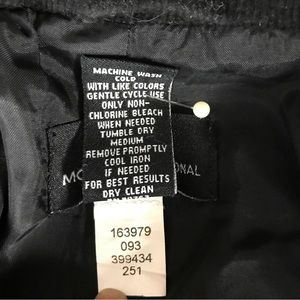 MACHINE WASH
COLD
WITH LIKE COLORS
GENTLE CYCLE USE
ONLY NON-
CHLORINE BLEACH
WHEN NEEDED
TUMBLE DRY
MEDIUM
REMOVE PROMPTLY
COOL IRON
IF NEEDED
FOR BEST RESULTS
DRY CLEAN
163979
093
399434
251